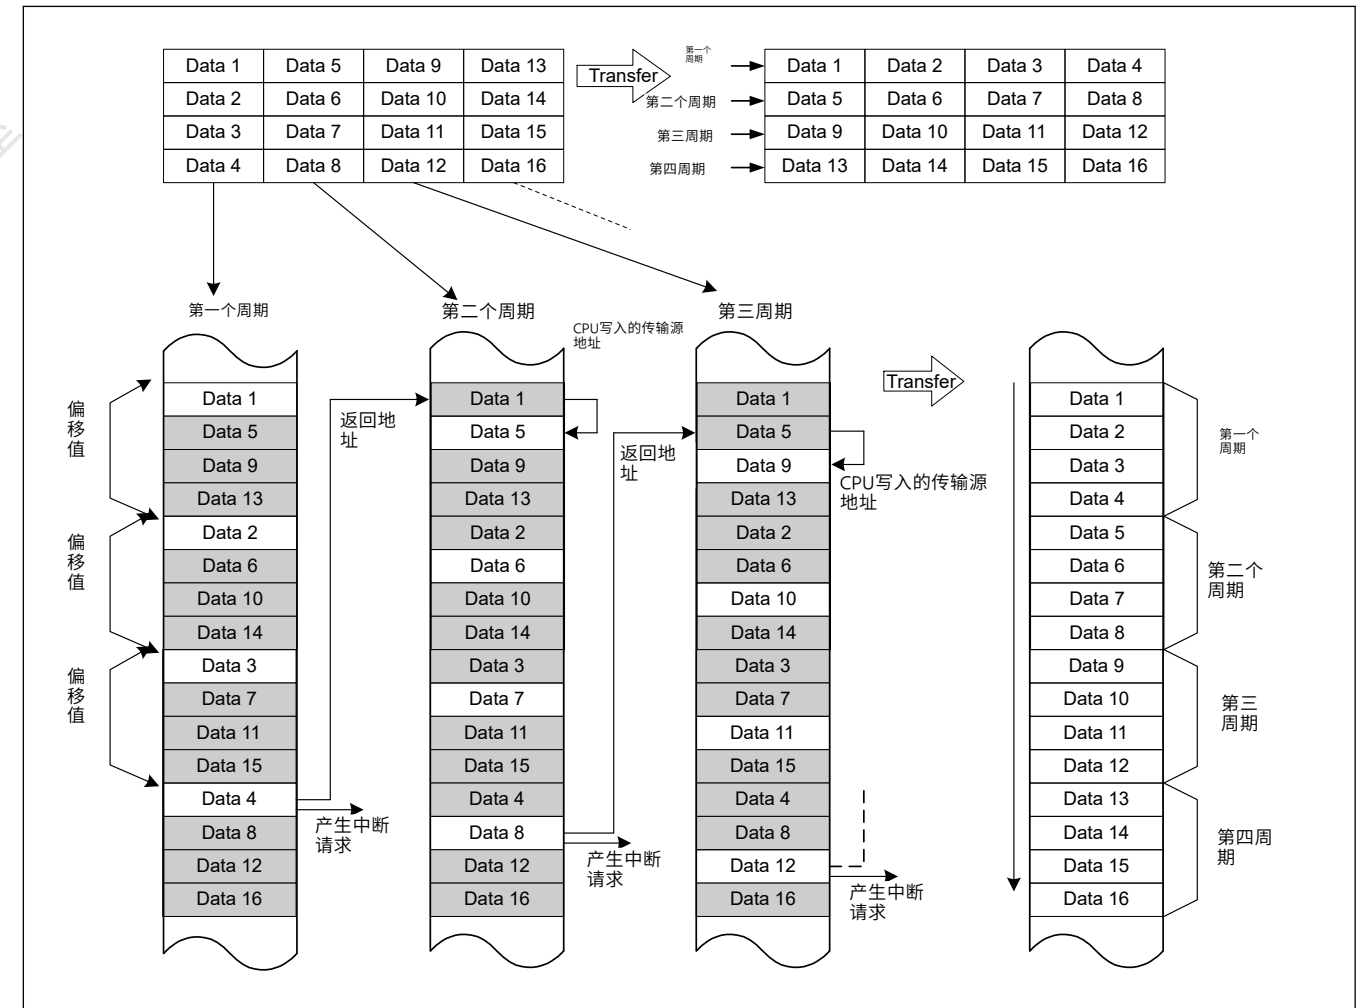 Data 1 Data 5 Data 9 Data 13
Data 2 Data 6 Data 10 Data 14
Data 3 Data 7 Data 11 Data 15
Data 4 Data 8 Data 12 Data 16
Transfer
第一个
周期
第二个周期
第三周期
第四周期
Data 1 Data 2 Data 3 Data 4
Data 5 Data 6 Data 7 Data 8
Data 9 Data 10 Data 11 Data 12
Data 13 Data 14 Data 15 Data 16
第一个周期
偏
移
值
偏
移
值
偏
移
值
Data 1
Data 5
Data 9
Data 13
Data 2
Data 6
Data 10
Data 14
Data 3
Data 7
Data 11
Data 15
Data 4
Data 8
Data 12
Data 16
返回地
址
产生中断
请求
第二个周期
CPU写入的传输源
地址
Data 1
Data 5
Data 9
Data 13
Data 2
Data 6
Data 10
Data 14
Data 3
Data 7
Data 11
Data 15
Data 4
Data 8
Data 12
Data 16
返回地
址
产生中断
请求
第三周期
Data 1
Data 5
Data 9
Data 13
Data 2
Data 6
Data 10
Data 14
Data 3
Data 7
Data 11
Data 15
Data 4
Data 8
Data 12
Data 16
CPU写入的传输源
地址
产生中断
请求
Transfer
Data 1
Data 2
Data 3
Data 4
Data 5
Data 6
Data 7
Data 8
Data 9
Data 10
Data 11
Data 12
Data 13
Data 14
Data 15
Data 16
第一个
周期
第二个
周期
第三
周期
第四周
期